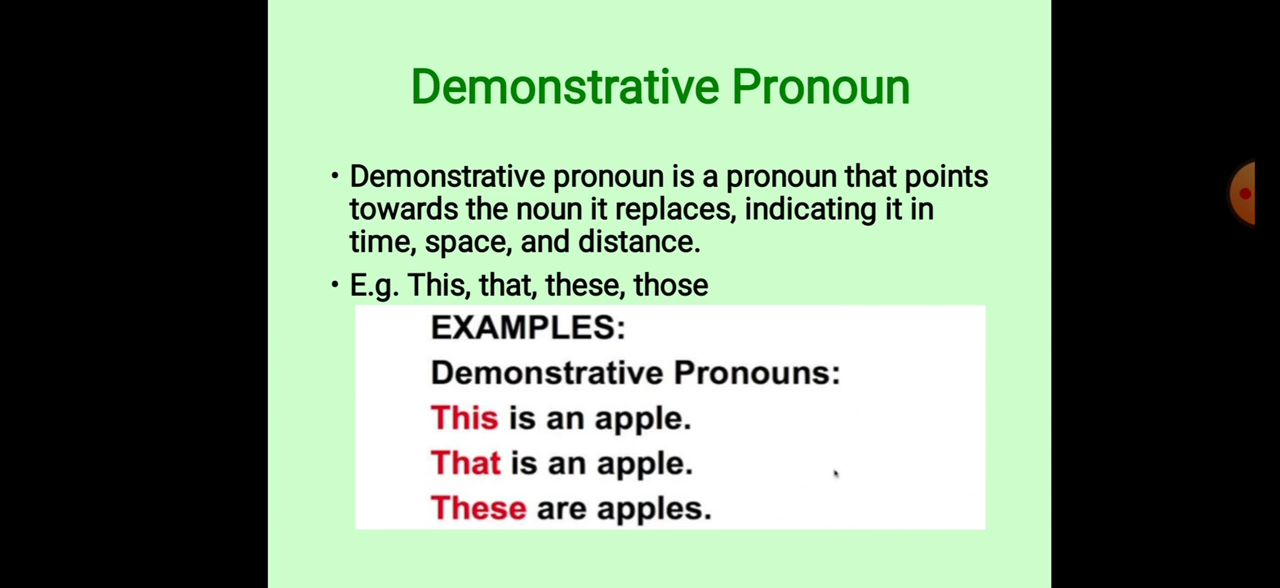 Demonstrative Pronoun
• Demonstrative pronoun is a pronoun that points
towards the noun it replaces, indicating it in
time, space, and distance.
• E.g. This, that, these, those
EXAMPLES:
Demonstrative Pronouns:
This is an apple.
That is an apple.
These are apples.